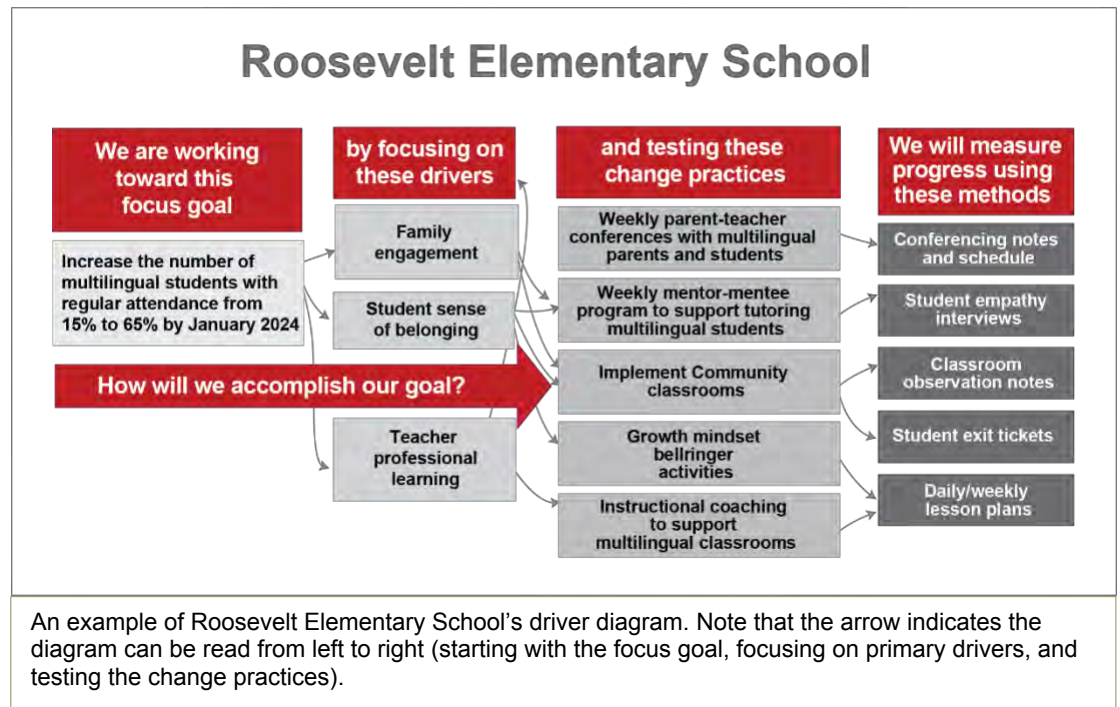 Roosevelt Elementary School
We are working
toward this
focus goal
Increase the number of
multilingual students with
regular attendance from
15% to 65% by January 2024
by focusing on
these drivers
Family
engagement
Student sense
of belonging
How will we accomplish our goal?
Teacher
professional
learning
and testing these
change practices
Weekly parent-teacher
conferences with multilingual
parents and students
Weekly mentor-mentee
program to support tutoring
multilingual students
Implement Community
classrooms
Growth mindset
bellringer
activities
Instructional coaching
to support
multilingual classrooms
We will measure
progress using
these methods
Conferencing notes
and schedule
Student empathy
interviews
Classroom
observation notes
Student exit tickets
Daily/weekly
lesson plans
An example of Roosevelt Elementary School's driver diagram. Note that the arrow indicates the
diagram can be read from left to right (starting with the focus goal, focusing on primary drivers, and
testing the change practices).